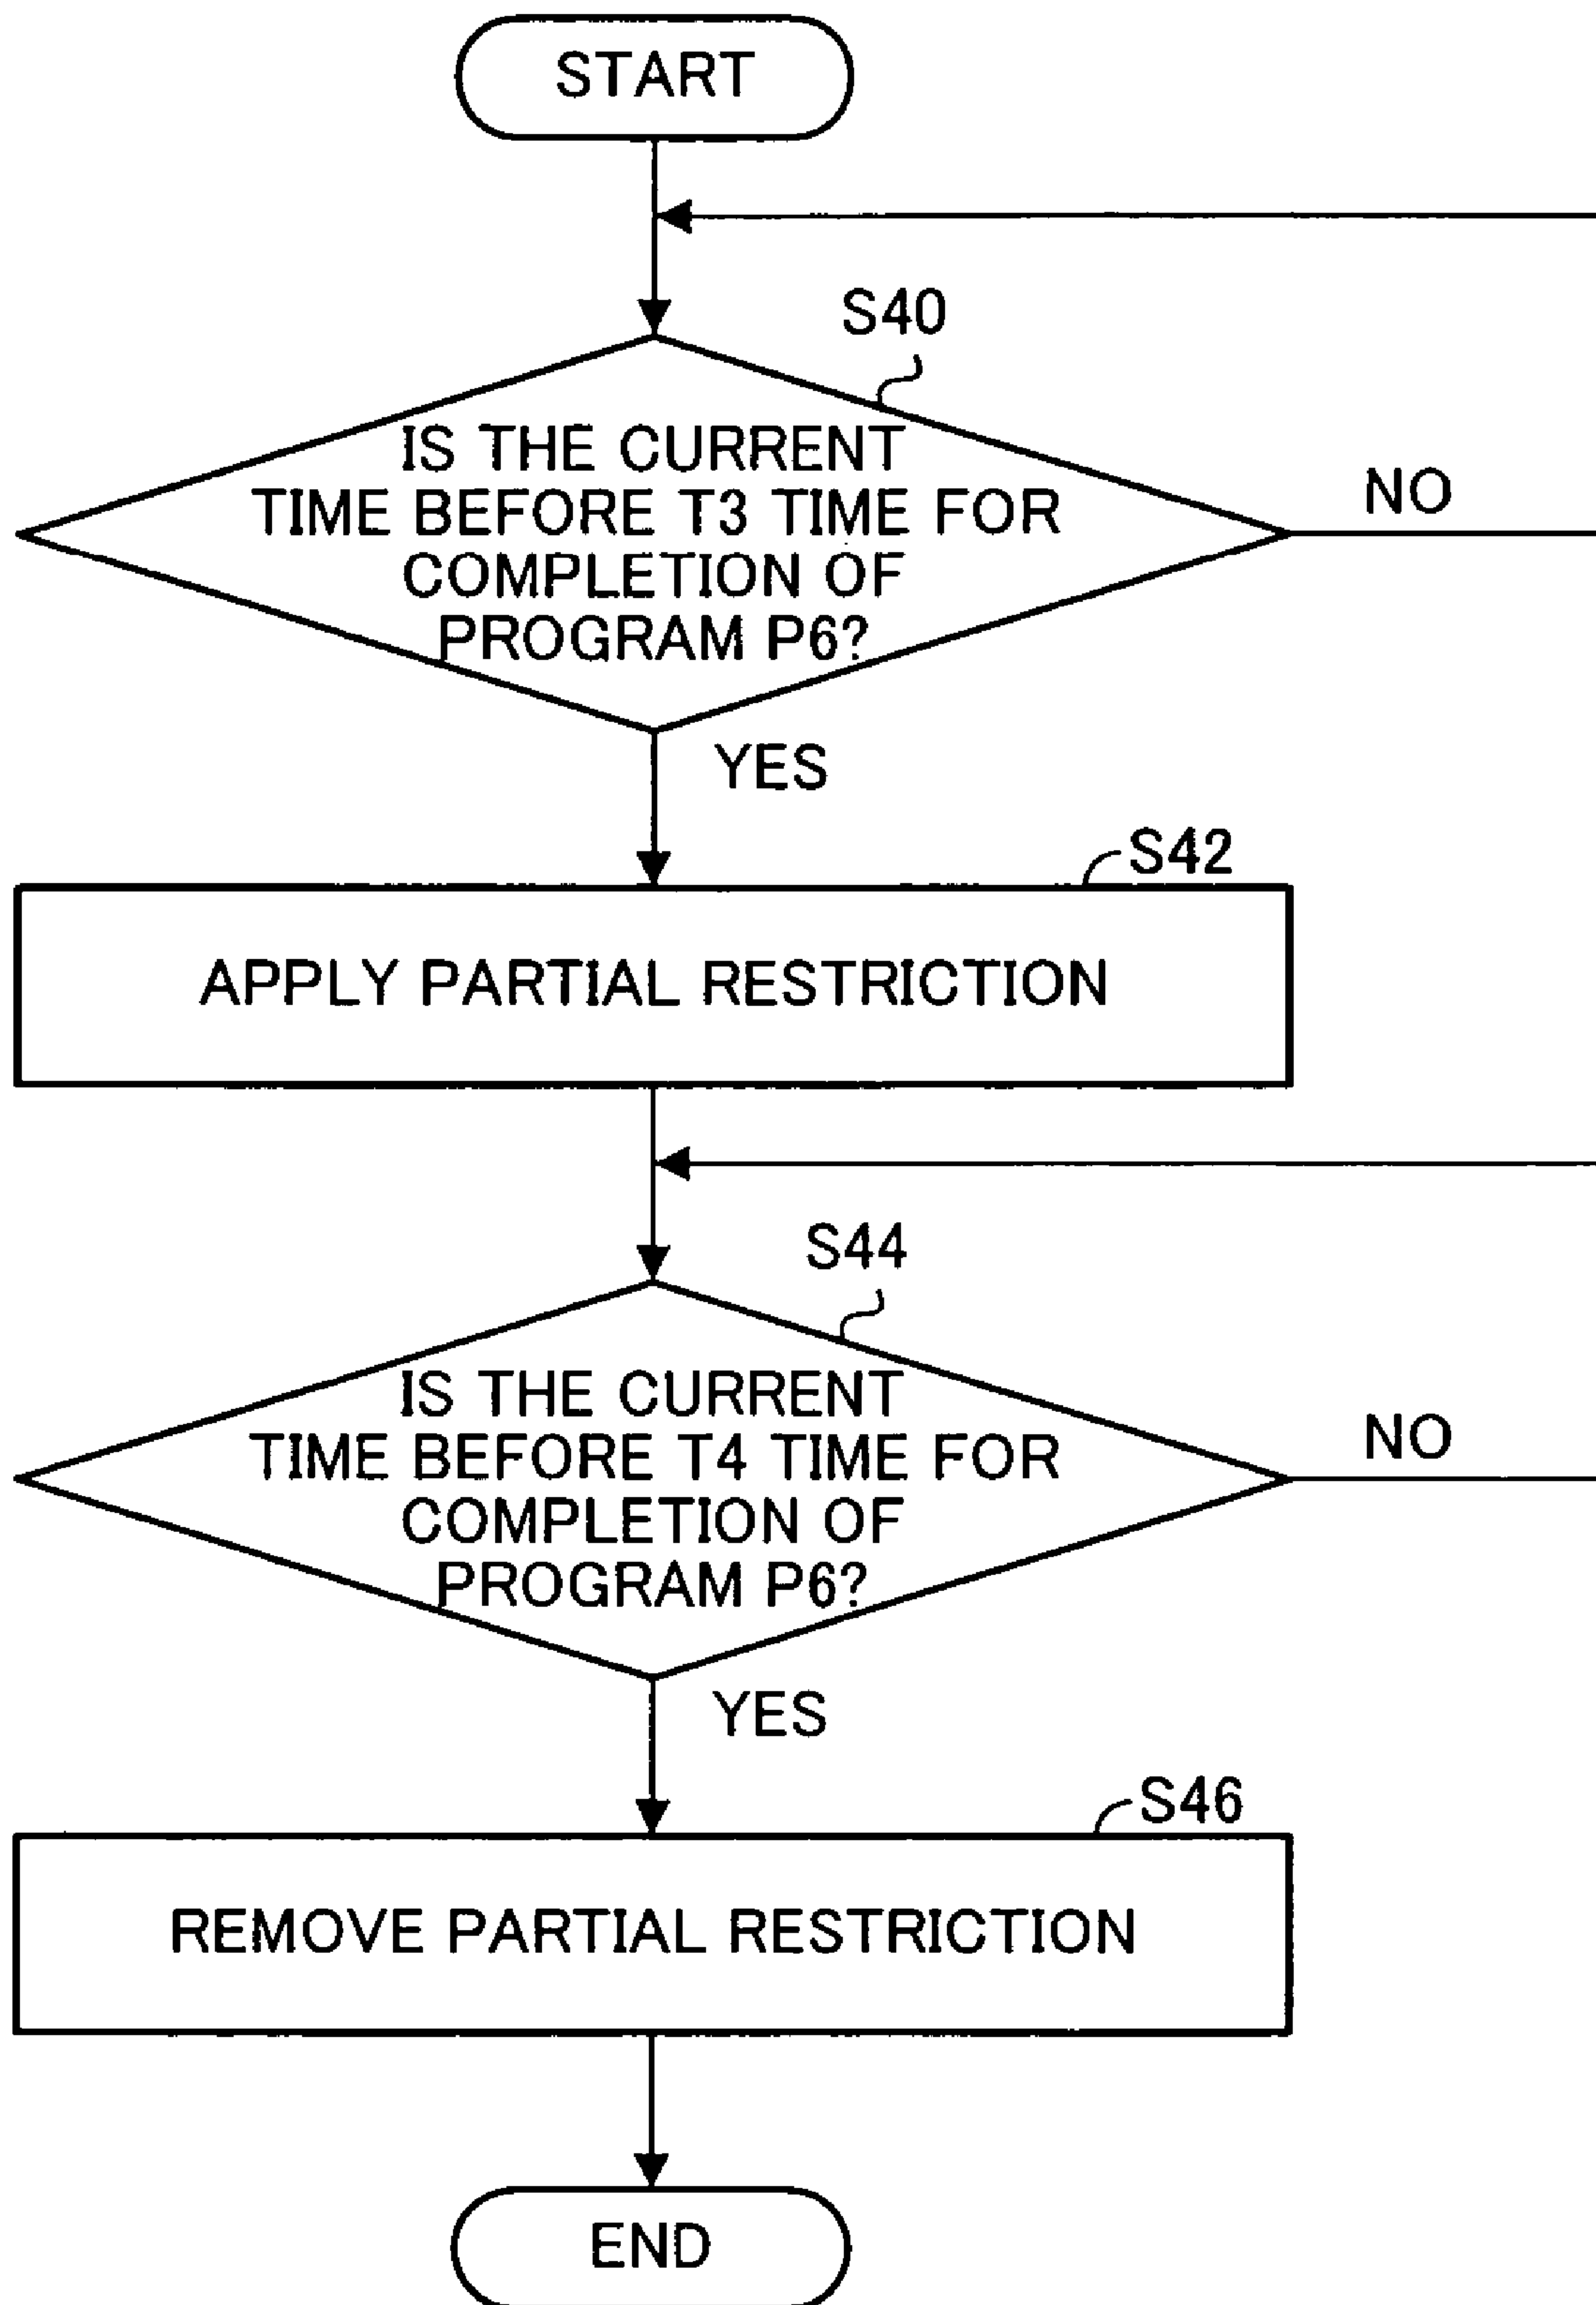 START
S40
IS THE CURRENT
TIME BEFORE T3 TIME FOR
COMPLETION OF
PROGRAM P6?
NO
YES
S42
APPLY PARTIAL RESTRICTION
S44
IS THE CURRENT
TIME BEFORE T4 TIME FOR
COMPLETION OF
PROGRAM P6?
NO
YES
S46
REMOVE PARTIAL RESTRICTION
END